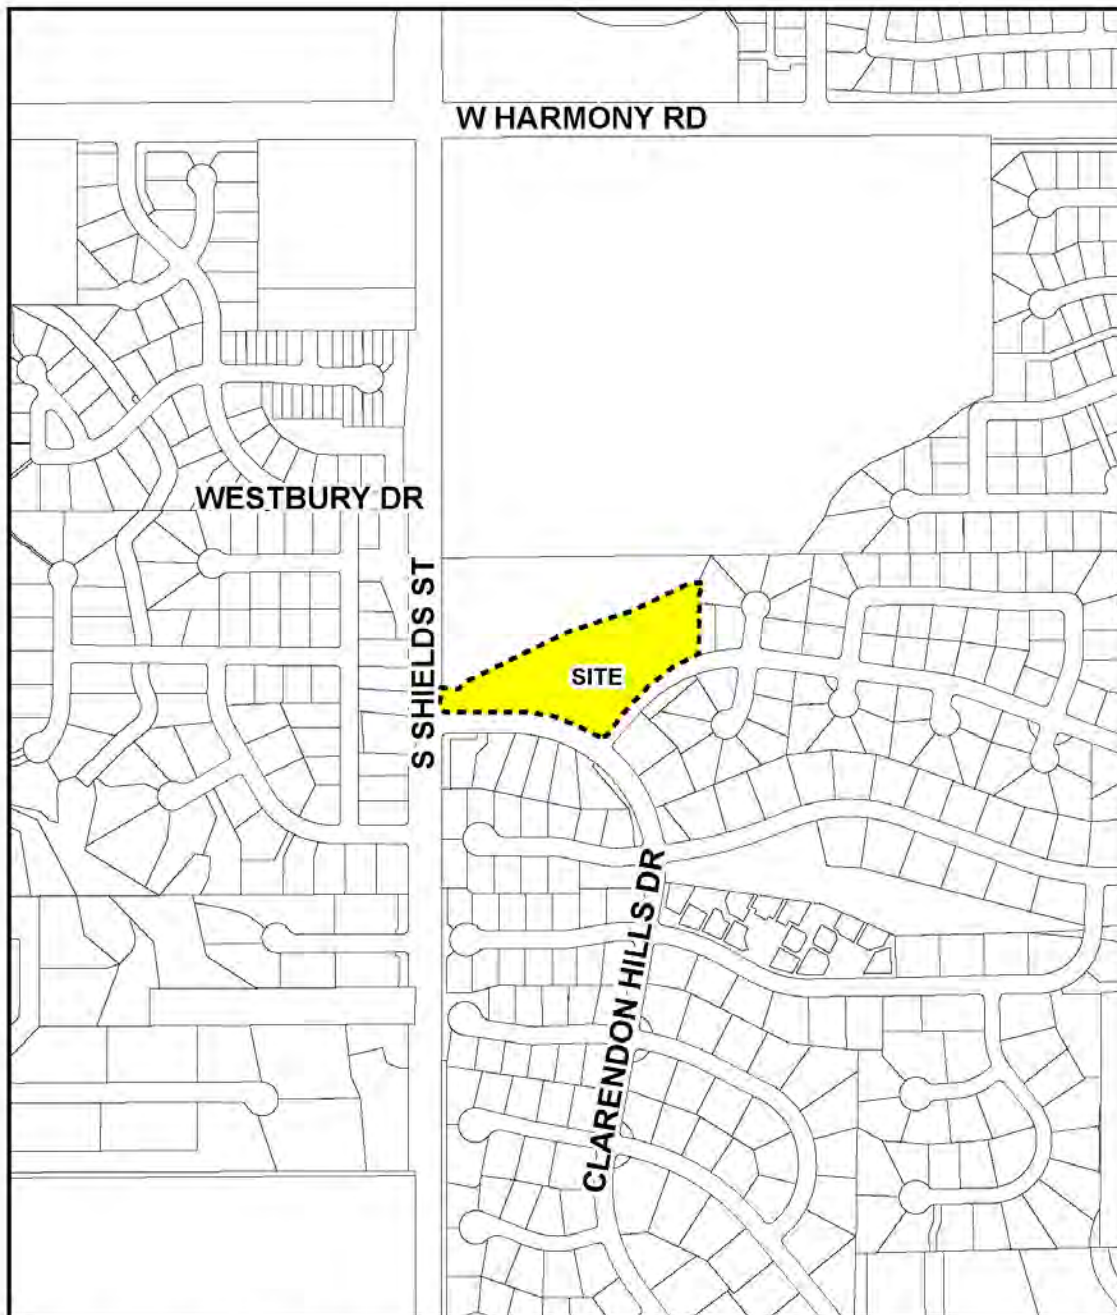 W HARMONY RD
WESTBURY DR
S SHIELDS ST
SITE
CLARENDON HILLS DR